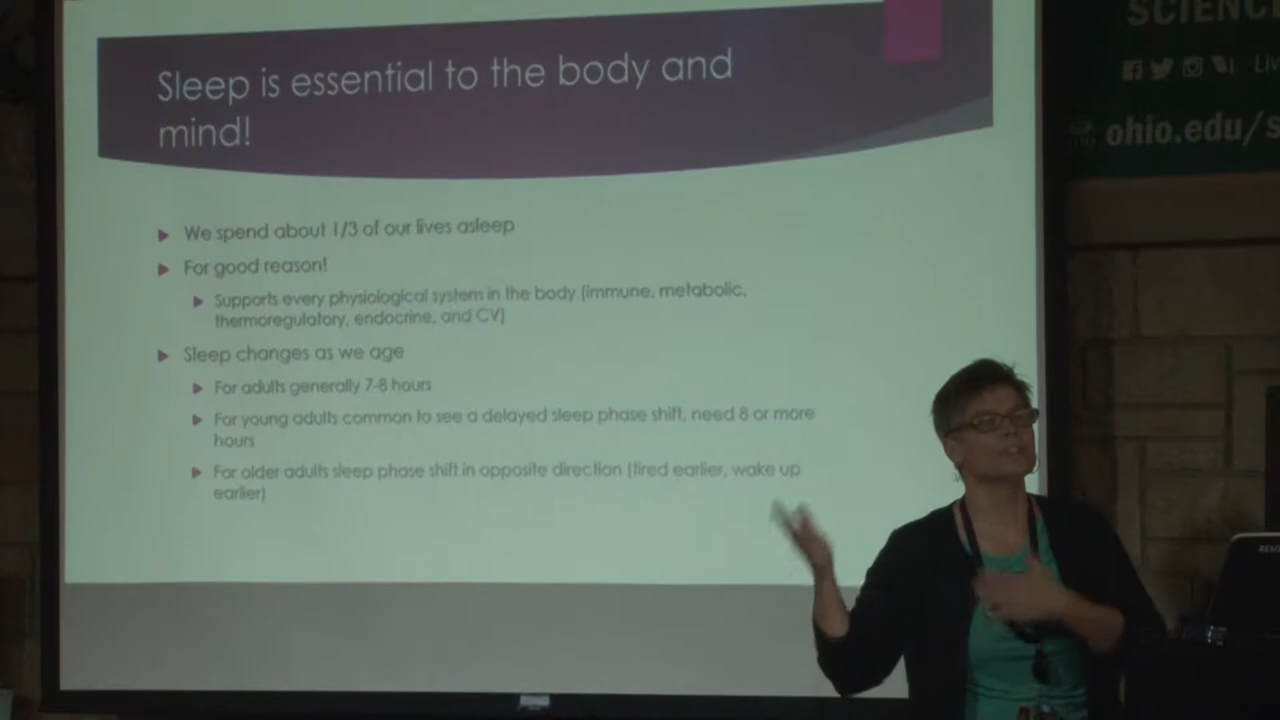 Sleep is essential to the body and
mind!
We spend about 1/3 of our lives asleep
For good reason!
Supports every physiological system in the body (immune, metabolic,
thermoregulatory, endocrine, and CV)
Sleep changes as we age
For adults generally 7-8 hours
For young adults common to see a delayed sleep phase shift, need 8 or more
hours
For older adults sleep phase shift in opposite direction (tired earlier, wake up
earlier)
SCIENC
Liv
ohio.edu/s